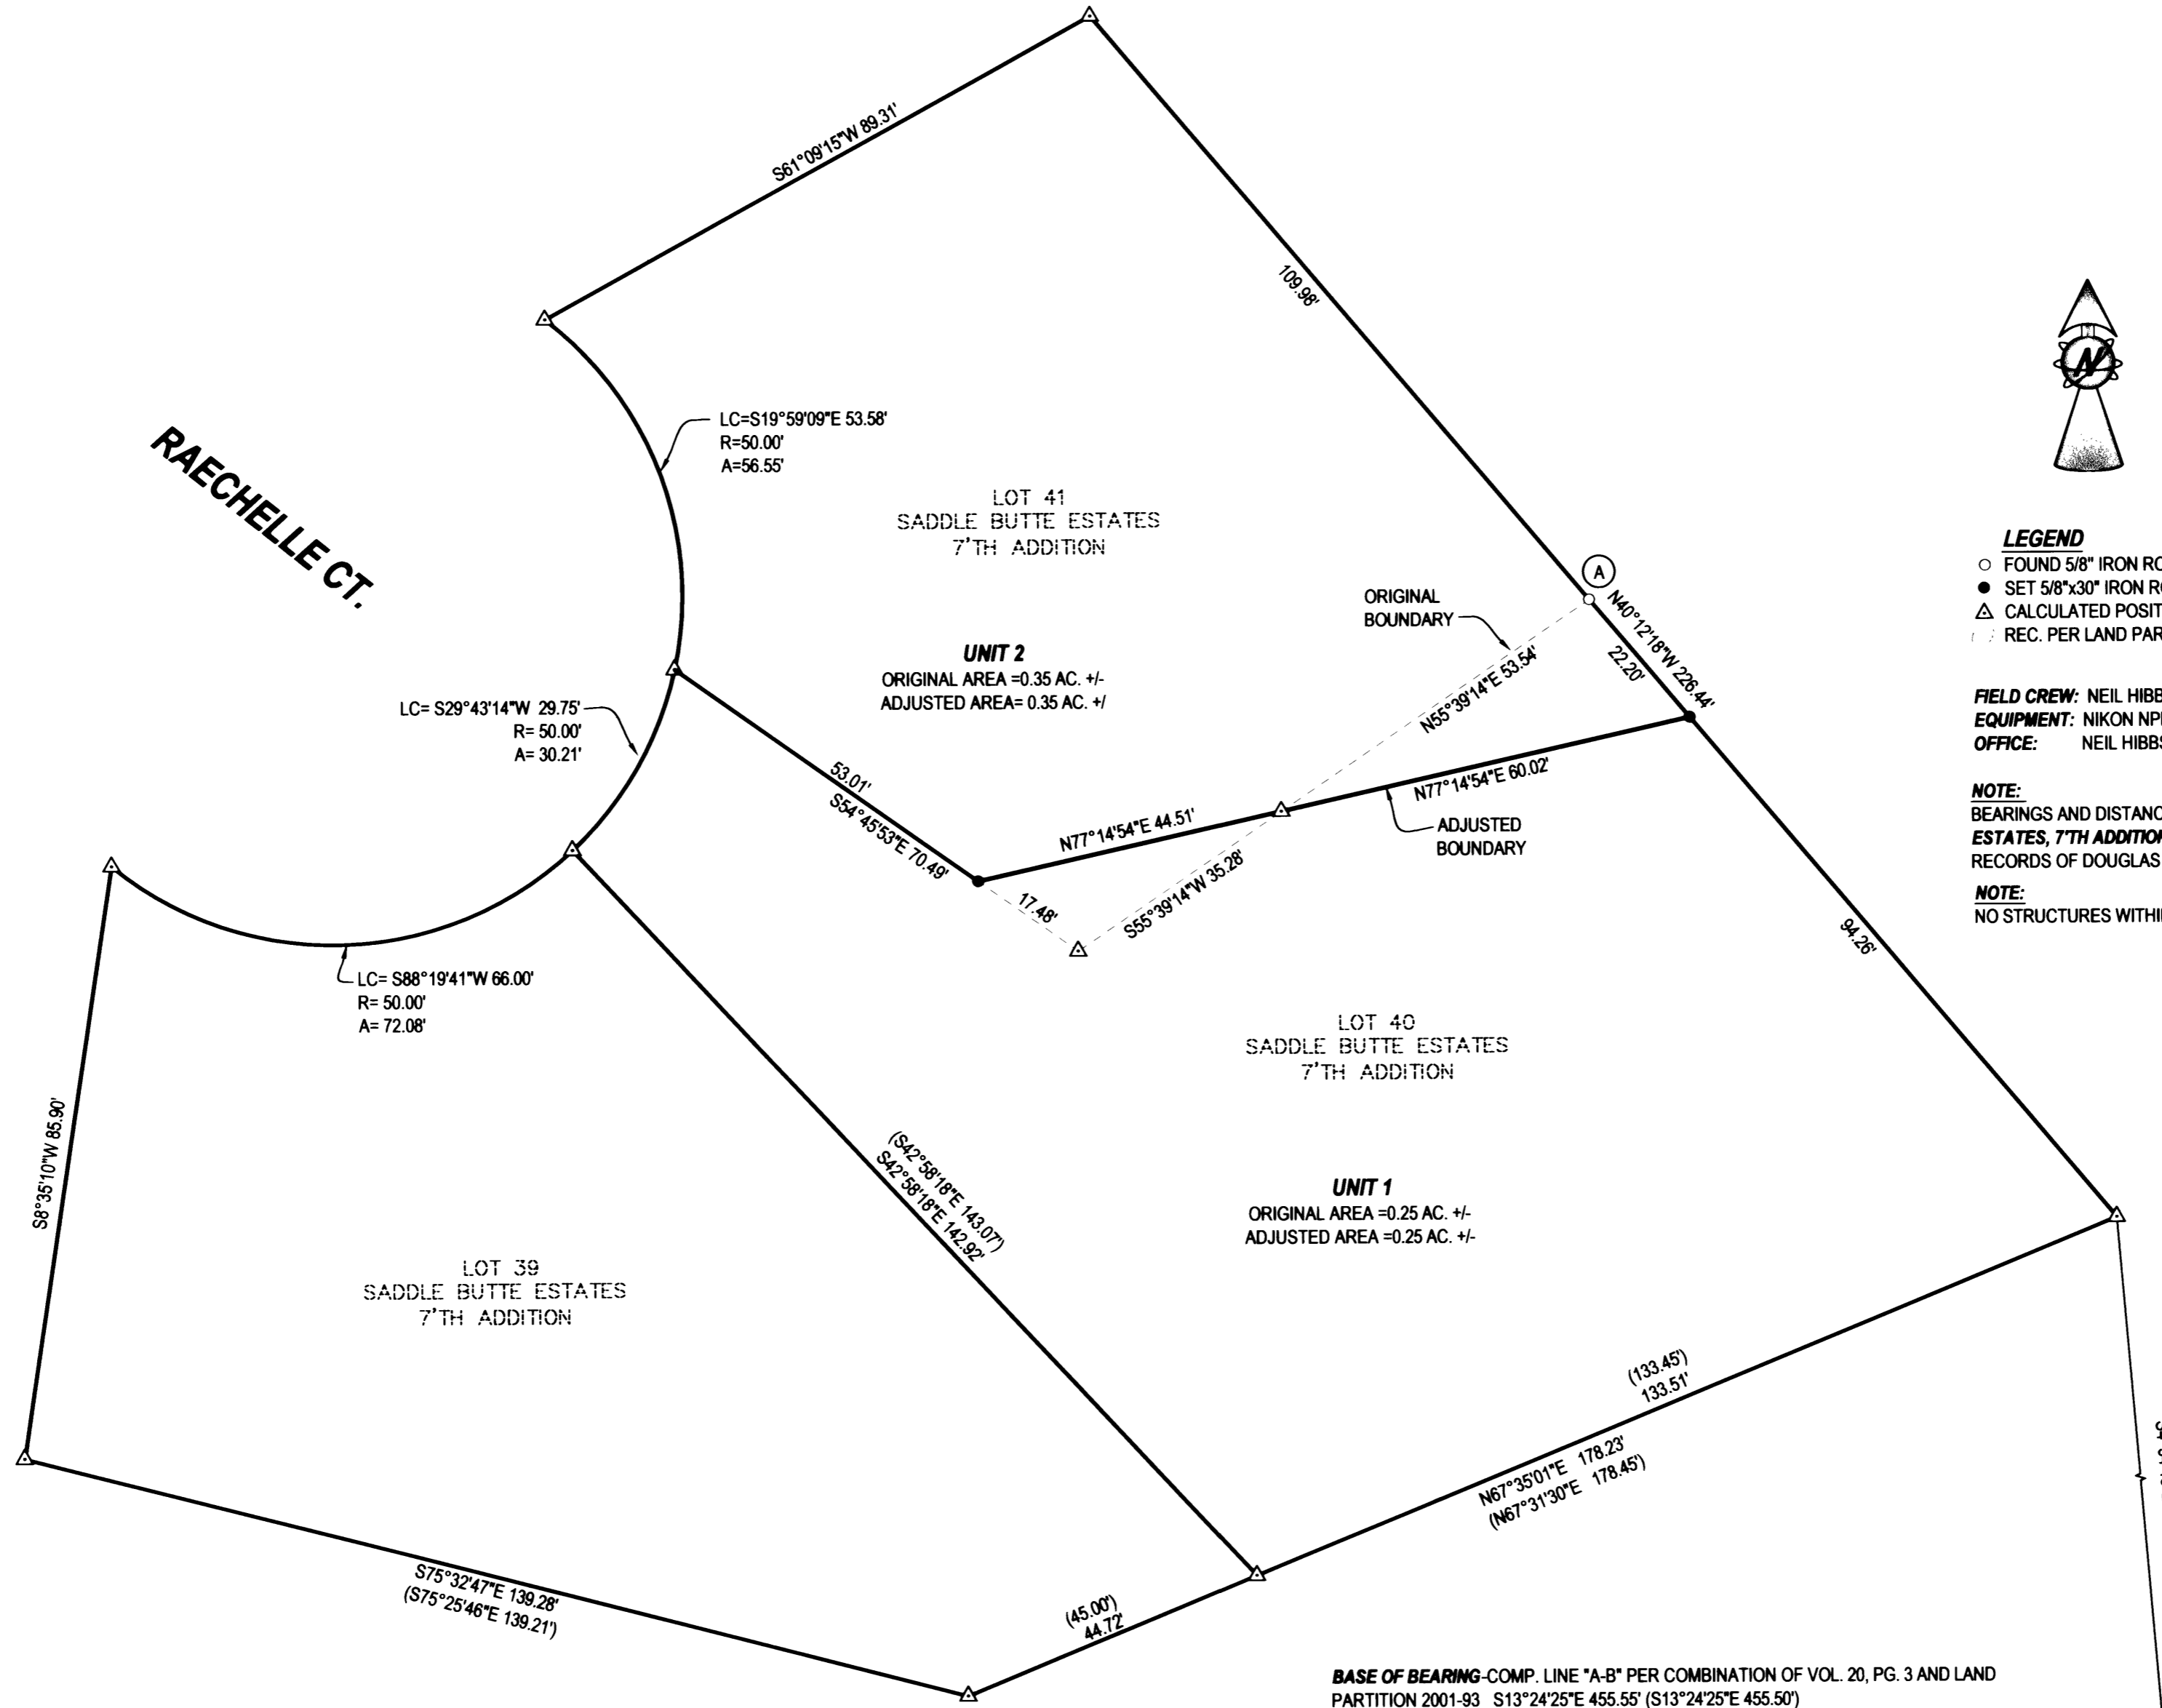 S61°09'15"W 89.31'
109.98'
RAECHELLE CT.
LC=S19°59'09"E 53.58'
R=50.00'
A=56.55'
LOT 41
SADDLE BUTTE ESTATES
7'TH ADDITION
N
LEGEND
FOUND 5/8" IRON RO
SET 5/8"x30" IRON R
CALCULATED POSIT
REC. PER LAND PAR
A
ORIGINAL
BOUNDARY
N40°12'18"W 226.44'
22.20'
N55°39'14"E 53.54'
UNIT 2
ORIGINAL AREA =0.35 AC. +/-
ADJUSTED AREA= 0.35 AC. +/
LC= S29°43'14"W 29.75'
R= 50.00'
A= 30.21'
FIELD CREW: NEIL HIBB
EQUIPMENT: NIKON NP
OFFICE: NEIL HIBBS
53.01'
S54°45'53"E 70.49'
N77°14'54"E 44.51'
N77°14'54"E 60.02'
ADJUSTED
BOUNDARY
NOTE:
BEARINGS AND DISTANC
ESTATES, 7'TH ADDITION
RECORDS OF DOUGLAS
NOTE:
NO STRUCTURES WITHI
17.48'
S55°39'14"W 35.28'
94.26'
LC= S88°19'41"W 66.00'
R= 50.00'
A= 72.08'
LOT 40
SADDLE BUTTE ESTATES
7'TH ADDITION
S8°35'10"W 85.90'
(S42°58'18"E 143.07')
S42°58'18"E 142.92'
UNIT 1
ORIGINAL AREA =0.25 AC. +/-
ADJUSTED AREA =0.25 AC. +/-
LOT 39
SADDLE BUTTE ESTATES
7'TH ADDITION
(133.45')
133.51'
N67°35'01"E 178.23'
(N67°31'30"E 178.45')
S75°32'47"E 139.28'
(S75°25'46"E 139.21')
(45.00')
44.72'
BASE OF BEARING-COMP. LINE "A-B" PER COMBINATION OF VOL. 20, PG. 3 AND LAND
PARTITION 2001-93 S13°24'25"E 455.55' (S13°24'25"E 455.50')